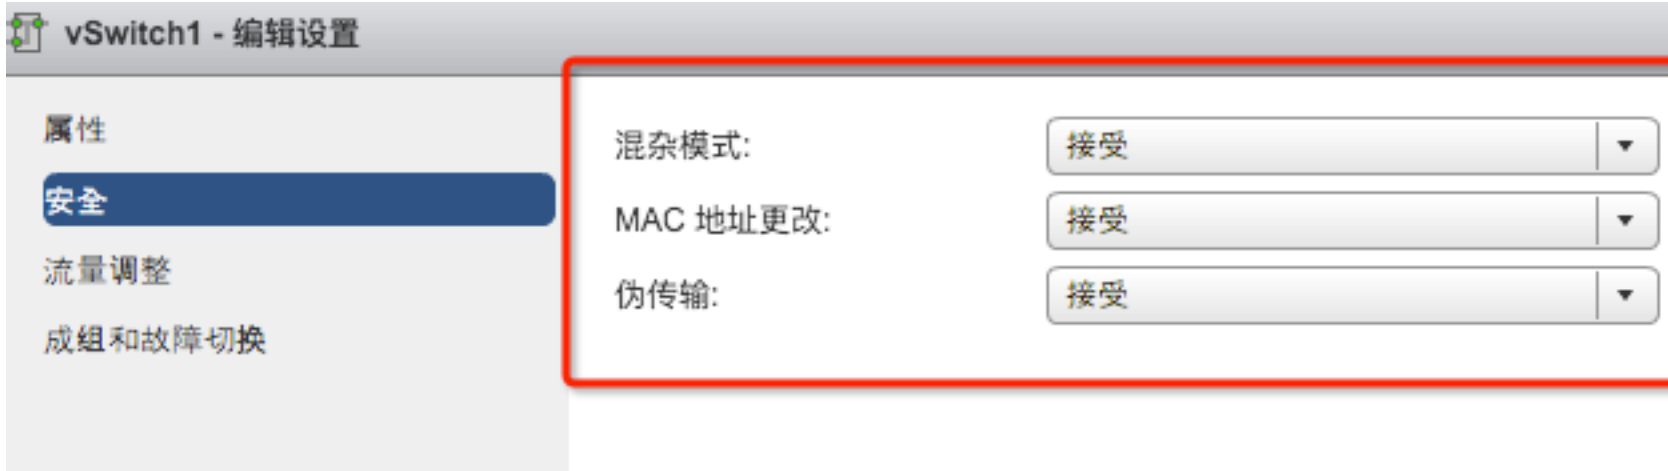 vSwitch1 - 编辑设置
属性
安全
流量调整
成组和故障切换
混杂模式: 接受
MAC 地址更改: 接受
伪传输: 接受